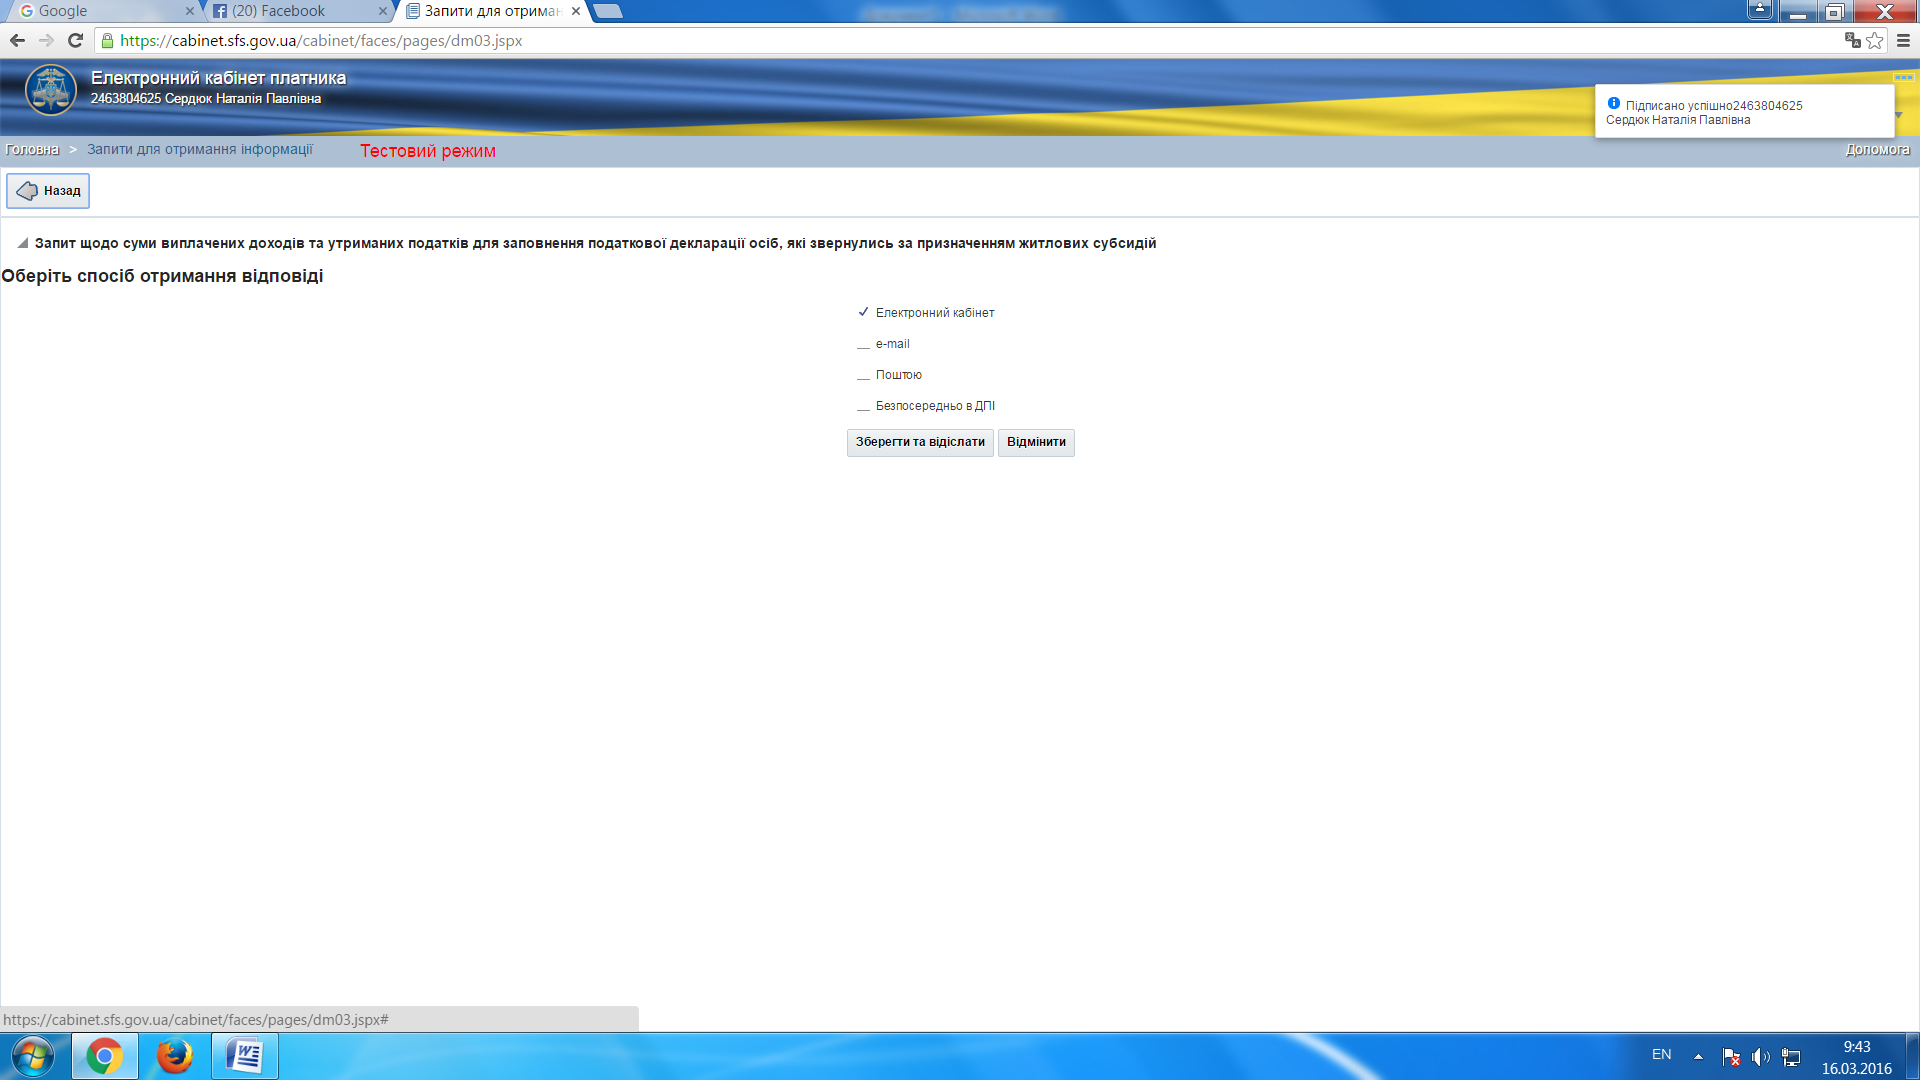 Google
(20) Facebook
Запити для отриман
https://cabinet.sfs.gov.ua/cabinet/faces/pages/dm03.jspx
Електронний кабінет платника
2463804625 Сердюк Наталія Павлівна
Підписано успішно2463804625
Сердюк Наталія Павлівна
Головна > Запити для отримання інформації
Тестовий режим
Допомога
Назад
Запит щодо суми виплачених доходів та утриманих податків для заповнення податкової декларації осіб, які звернулись за призначенням житлових субсидій
Оберіть спосіб отримання відповіді
Електронний кабінет
e-mail
Поштою
Безпосередньо в ДПІ
Зберегти та відіслати
Відмінити
https://cabinet.sfs.gov.ua/cabinet/faces/pages/dm03.jspx#
EN
9:43
16.03.2016